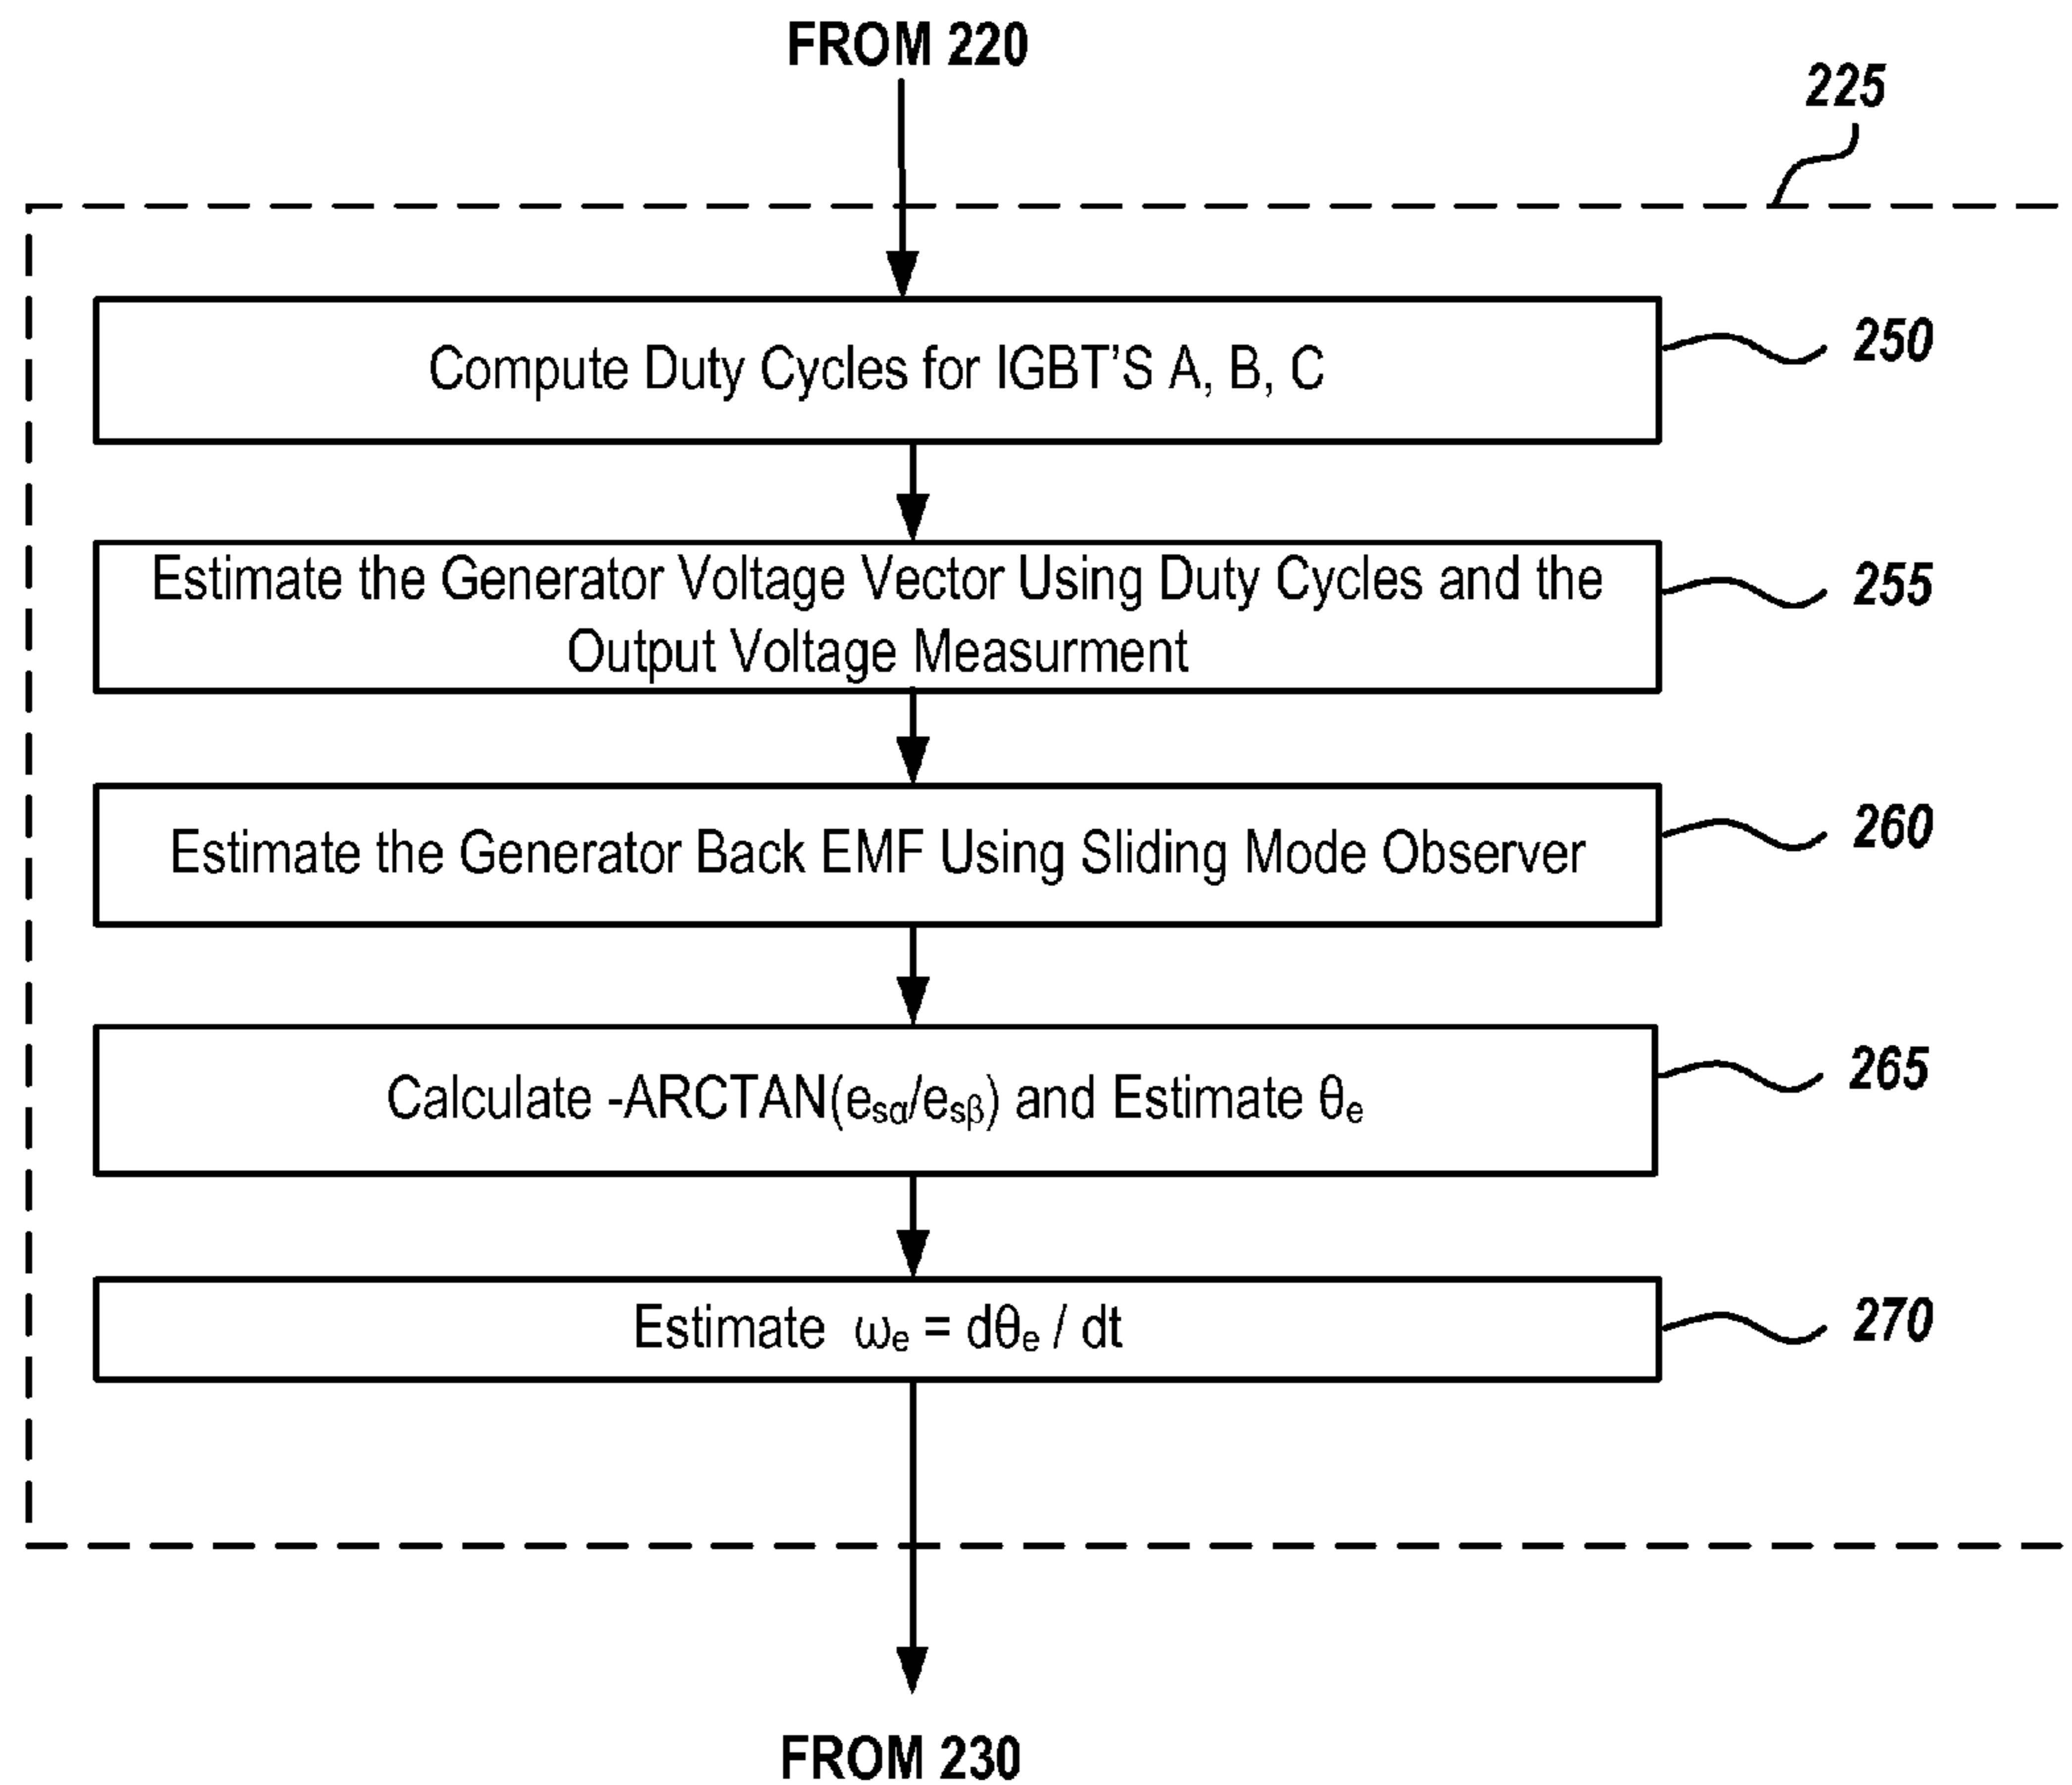 FROM 220
225
Compute Duty Cycles for IGBT'S A, B, C
250
Estimate the Generator Voltage Vector Using Duty Cycles and the
Output Voltage Measurment
255
Estimate the Generator Back EMF Using Sliding Mode Observer
260
Calculate -ARCTAN(esα/esβ) and Estimate θe
265
Estimate ωe = dθe / dt
270
FROM 230